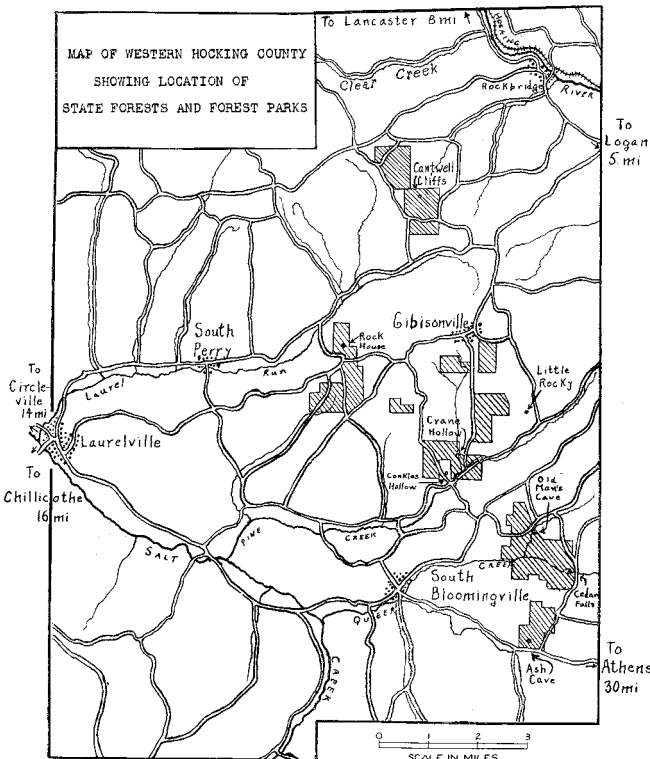 MAP OF WESTERN HOCKING COUNTY
SHOWING LOCATION OF
STATE FORESTS AND FOREST PARKS
To Lancaster 8mi
HOCKING
RIVER
Clear Creek
Rockbridge
To
Logan
5 mi
Cantwell
Cliffs
South
Perry
Gibisonville
Rock
House
To
Circle-
ville
14 mi
Laurel Run
Little
Rocky
Laurelville
Crane
Hollow
To
Chillicothe
16 mi
Conkles
Hollow
Old
Man's
Cave
SALT
PINE CREEK
CREEK
South
Bloomingville
QUEER
Cedar
Falls
CREEK
Ash
Cave
To
Athens
30mi
0 1 2 3
SCALE IN MILES